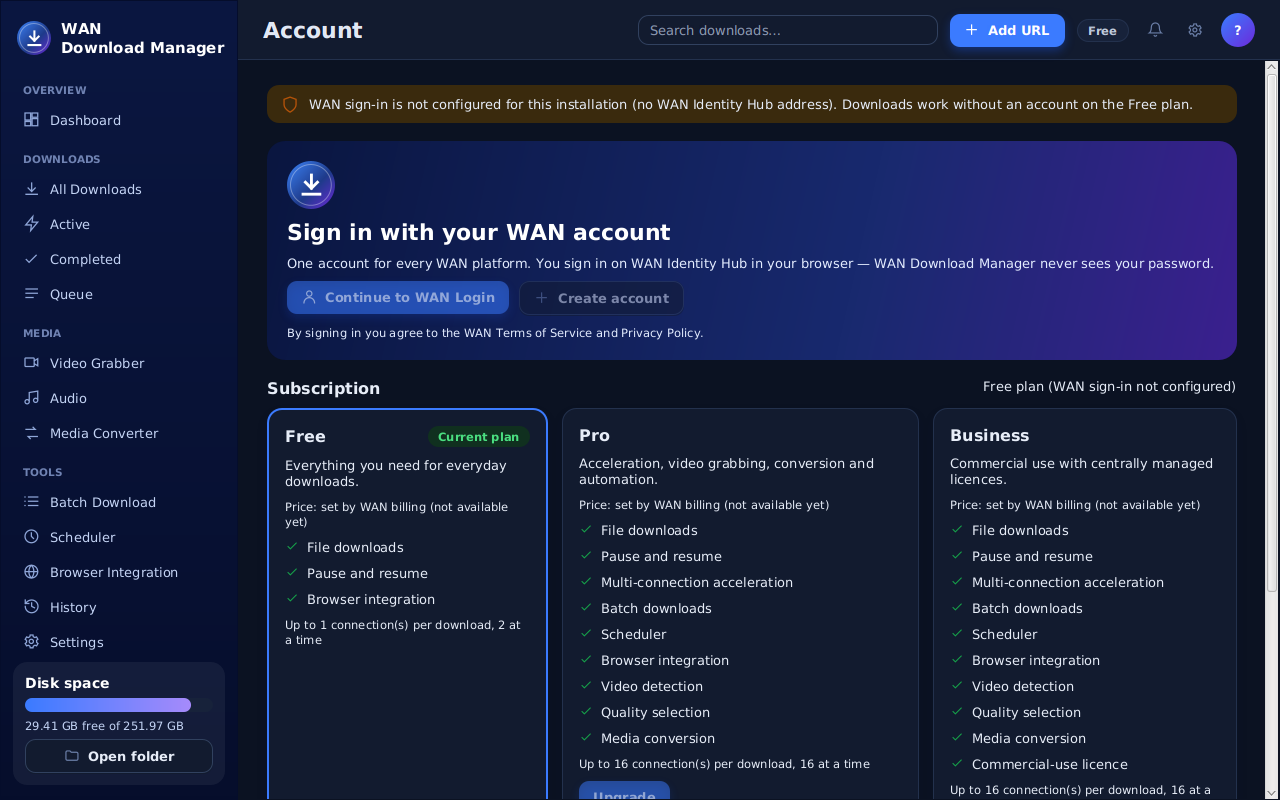 WAN
Download Manager
OVERVIEW
Dashboard
DOWNLOADS
All Downloads
Active
Completed
Queue
MEDIA
Video Grabber
Audio
Media Converter
TOOLS
Batch Download
Scheduler
Browser Integration
History
Settings
Disk space
29.41 GB free of 251.97 GB
Open folder
Account
Search downloads...
Add URL
Free
?
WAN sign-in is not configured for this installation (no WAN Identity Hub address). Downloads work without an account on the Free plan.
Sign in with your WAN account
One account for every WAN platform. You sign in on WAN Identity Hub in your browser — WAN Download Manager never sees your password.
Continue to WAN Login
Create account
By signing in you agree to the WAN Terms of Service and Privacy Policy.
Subscription
Free plan (WAN sign-in not configured)
Free
Current plan
Everything you need for everyday
downloads.
Price: set by WAN billing (not available
yet)
File downloads
Pause and resume
Browser integration
Up to 1 connection(s) per download, 2 at
a time
Pro
Acceleration, video grabbing, conversion and
automation.
Price: set by WAN billing (not available yet)
File downloads
Pause and resume
Multi-connection acceleration
Batch downloads
Scheduler
Browser integration
Video detection
Quality selection
Media conversion
Up to 16 connection(s) per download, 16 at a time
Upgrade
Business
Commercial use with centrally managed
licences.
Price: set by WAN billing (not available yet)
File downloads
Pause and resume
Multi-connection acceleration
Batch downloads
Scheduler
Browser integration
Video detection
Quality selection
Media conversion
Commercial-use licence
Up to 16 connection(s) per download, 16 at a